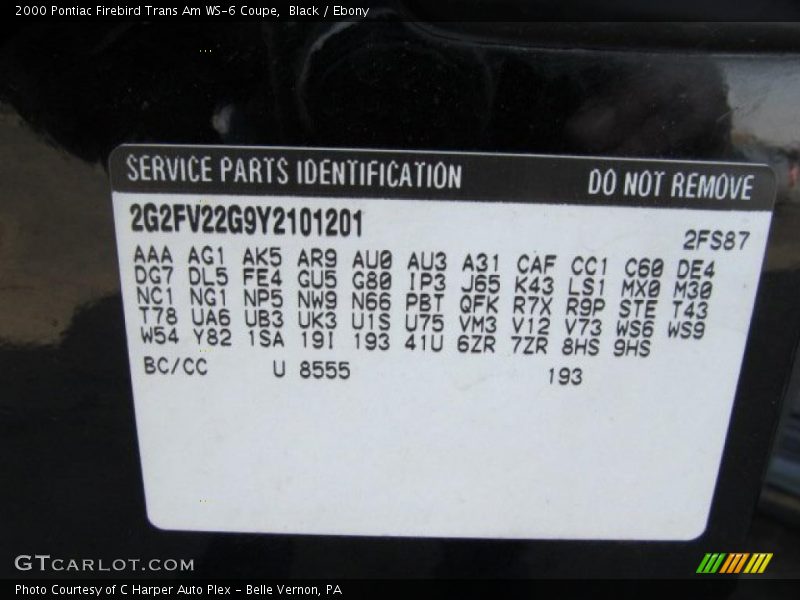 2000 Pontiac Firebird Trans Am WS-6 Coupe, Black / Ebony
SERVICE PARTS IDENTIFICATION DO NOT REMOVE
2G2FV22G9Y2101201 2FS87
AAA AG1 AK5 AR9 AU0 AU3 A31 CAF CC1 C60 DE4
DG7 DL5 FE4 GU5 G80 IP3 J65 K43 LS1 MX0 M30
NC1 NG1 NP5 NW9 N66 PBT QFK R7X R9P STE T43
T78 UA6 UB3 UK3 U1S U75 VM3 V12 V73 WS6 WS9
W54 Y82 1SA 19I 193 41U 6ZR 7ZR 8HS 9HS
BC/CC U 8555 193
GTCARLOT.COM
Photo Courtesy of C Harper Auto Plex - Belle Vernon, PA